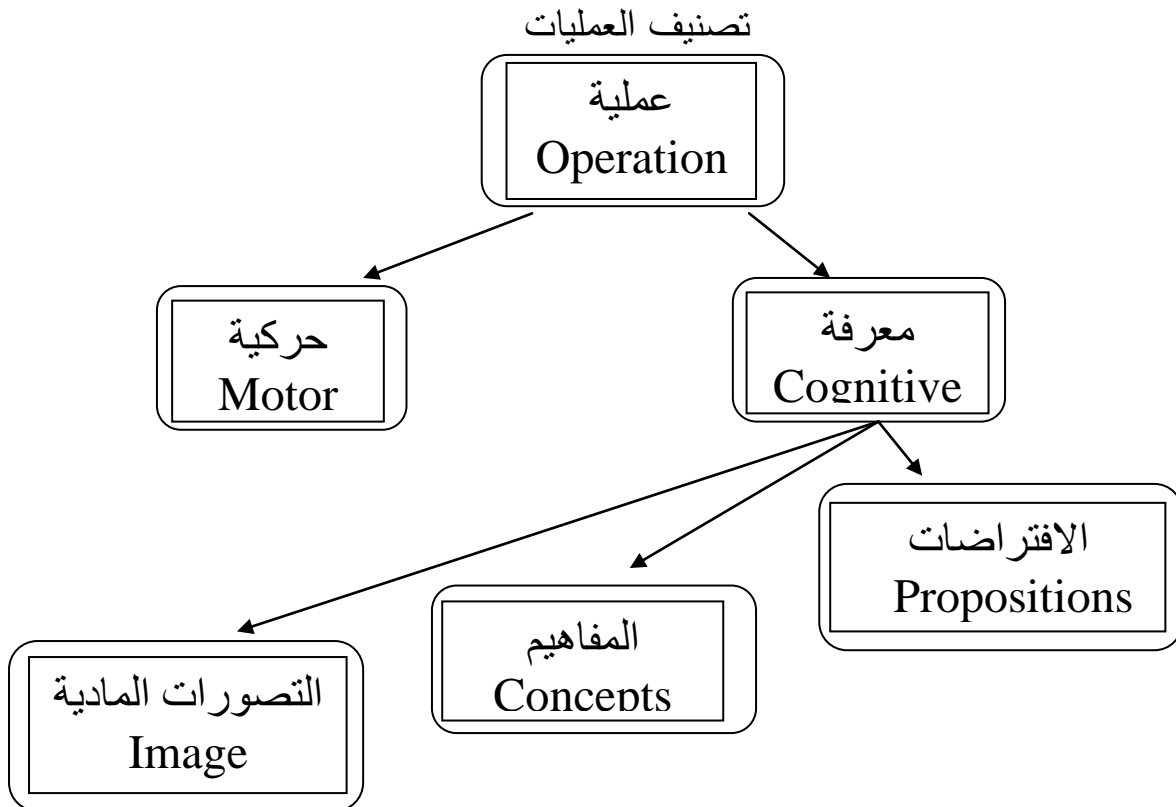 تصنيف العمليات
عملية
Operation
حركية
Motor
معرفة
Cognitive
الافتراضات
Propositions
المفاهيم
Concepts
التصورات المادية
Image